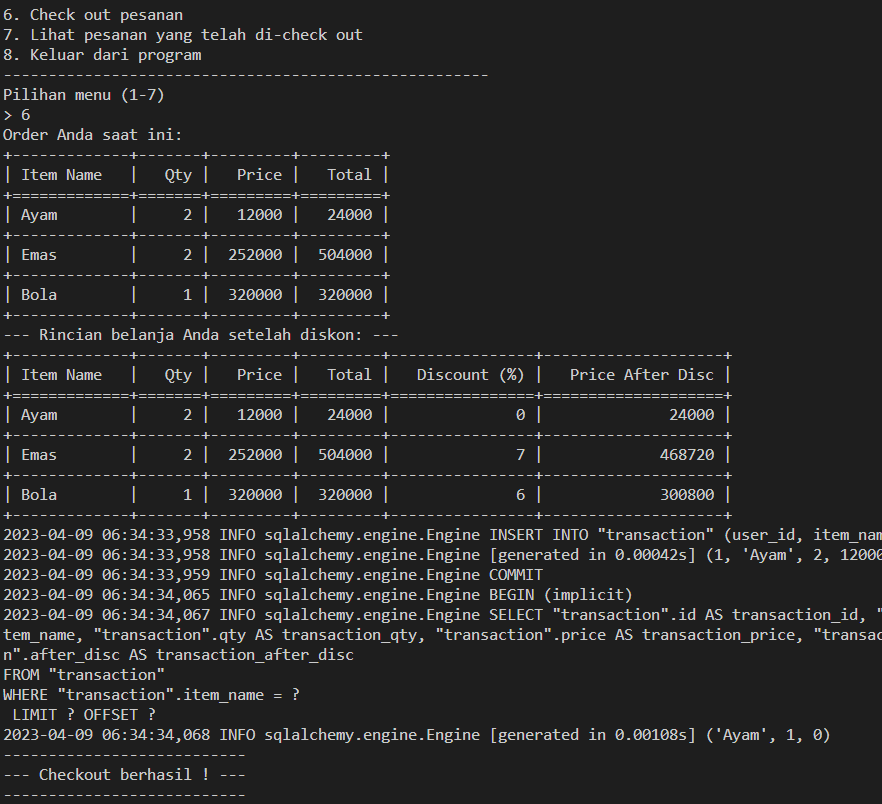 6. Check out pesanan
7. Lihat pesanan yang telah di-check out
8. Keluar dari program
------------------------------------------------------
Pilihan menu (1-7)
> 6
Order Anda saat ini:
+-------------+-------+---------+---------+
| Item Name   |   Qty |   Price |   Total |
+=============+=======+=========+=========+
| Ayam        |     2 |   12000 |   24000 |
+-------------+-------+---------+---------+
| Emas        |     2 |  252000 |  504000 |
+-------------+-------+---------+---------+
| Bola        |     1 |  320000 |  320000 |
+-------------+-------+---------+---------+
--- Rincian belanja Anda setelah diskon: ---
+-------------+-------+---------+---------+----------------+--------------------+
| Item Name   |   Qty |   Price |   Total |   Discount (%) |   Price After Disc |
+=============+=======+=========+=========+================+====================+
| Ayam        |     2 |   12000 |   24000 |              0 |              24000 |
+-------------+-------+---------+---------+----------------+--------------------+
| Emas        |     2 |  252000 |  504000 |              7 |             468720 |
+-------------+-------+---------+---------+----------------+--------------------+
| Bola        |     1 |  320000 |  320000 |              6 |             300800 |
+-------------+-------+---------+---------+----------------+--------------------+
2023-04-09 06:34:33,958 INFO sqlalchemy.engine.Engine INSERT INTO "transaction" (user_id, item_nam
2023-04-09 06:34:33,958 INFO sqlalchemy.engine.Engine [generated in 0.00042s] (1, 'Ayam', 2, 12000
2023-04-09 06:34:33,959 INFO sqlalchemy.engine.Engine COMMIT
2023-04-09 06:34:34,065 INFO sqlalchemy.engine.Engine BEGIN (implicit)
2023-04-09 06:34:34,067 INFO sqlalchemy.engine.Engine SELECT "transaction".id AS transaction_id, "
tem_name, "transaction".qty AS transaction_qty, "transaction".price AS transaction_price, "transac
n".after_disc AS transaction_after_disc
FROM "transaction"
WHERE "transaction".item_name = ?
 LIMIT ? OFFSET ?
2023-04-09 06:34:34,068 INFO sqlalchemy.engine.Engine [generated in 0.00108s] ('Ayam', 1, 0)
---------------------------
--- Checkout berhasil ! ---
---------------------------